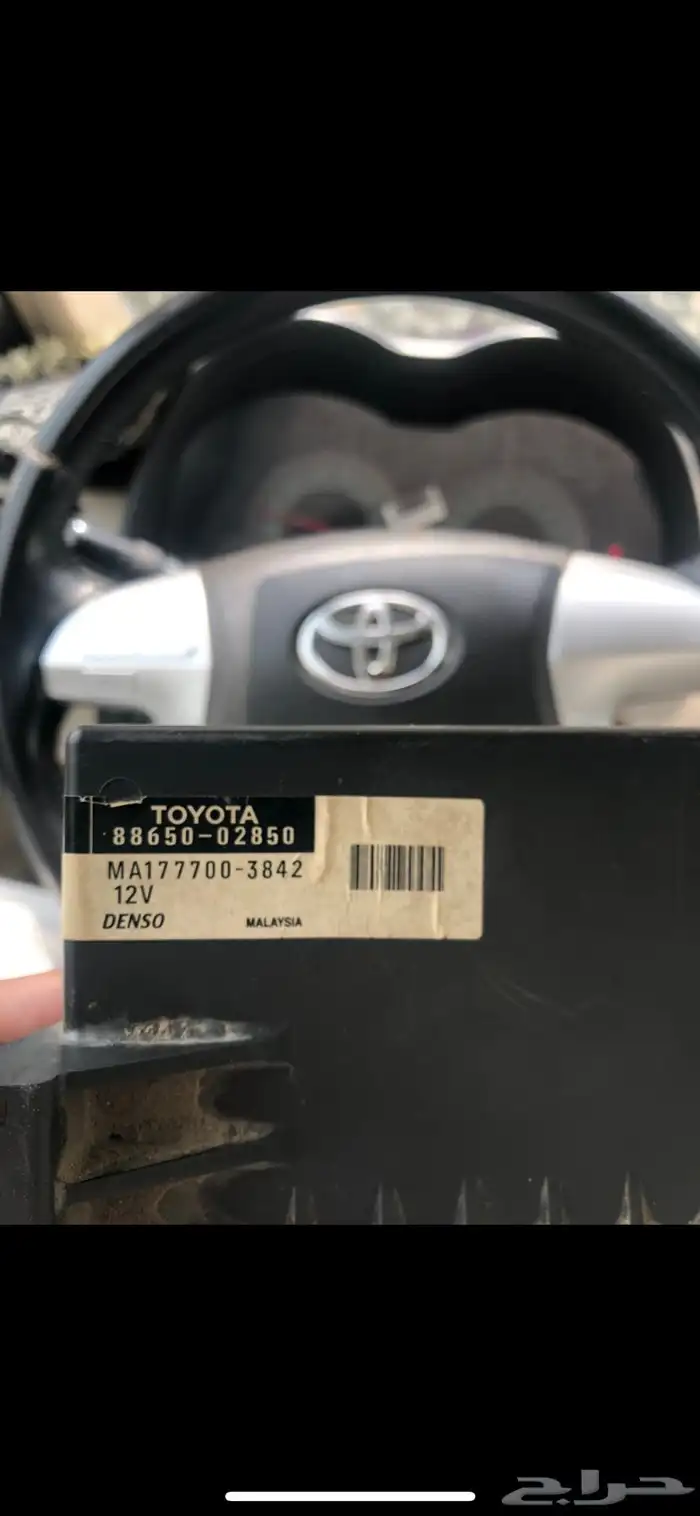 TOYOTA
88650-02850
MA177700-3842
12V
DENSO
MALAYSIA
حراج